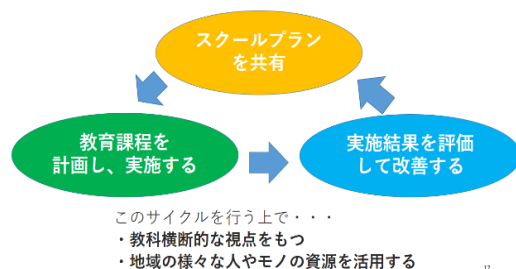 スクールプラン
を共有
教育課程を
計画し、実施する
実施結果を評価
して改善する
このサイクルを行う上で・・・
・教科横断的な視点をもつ
・地域の様々な人やモノの資源を活用する
17